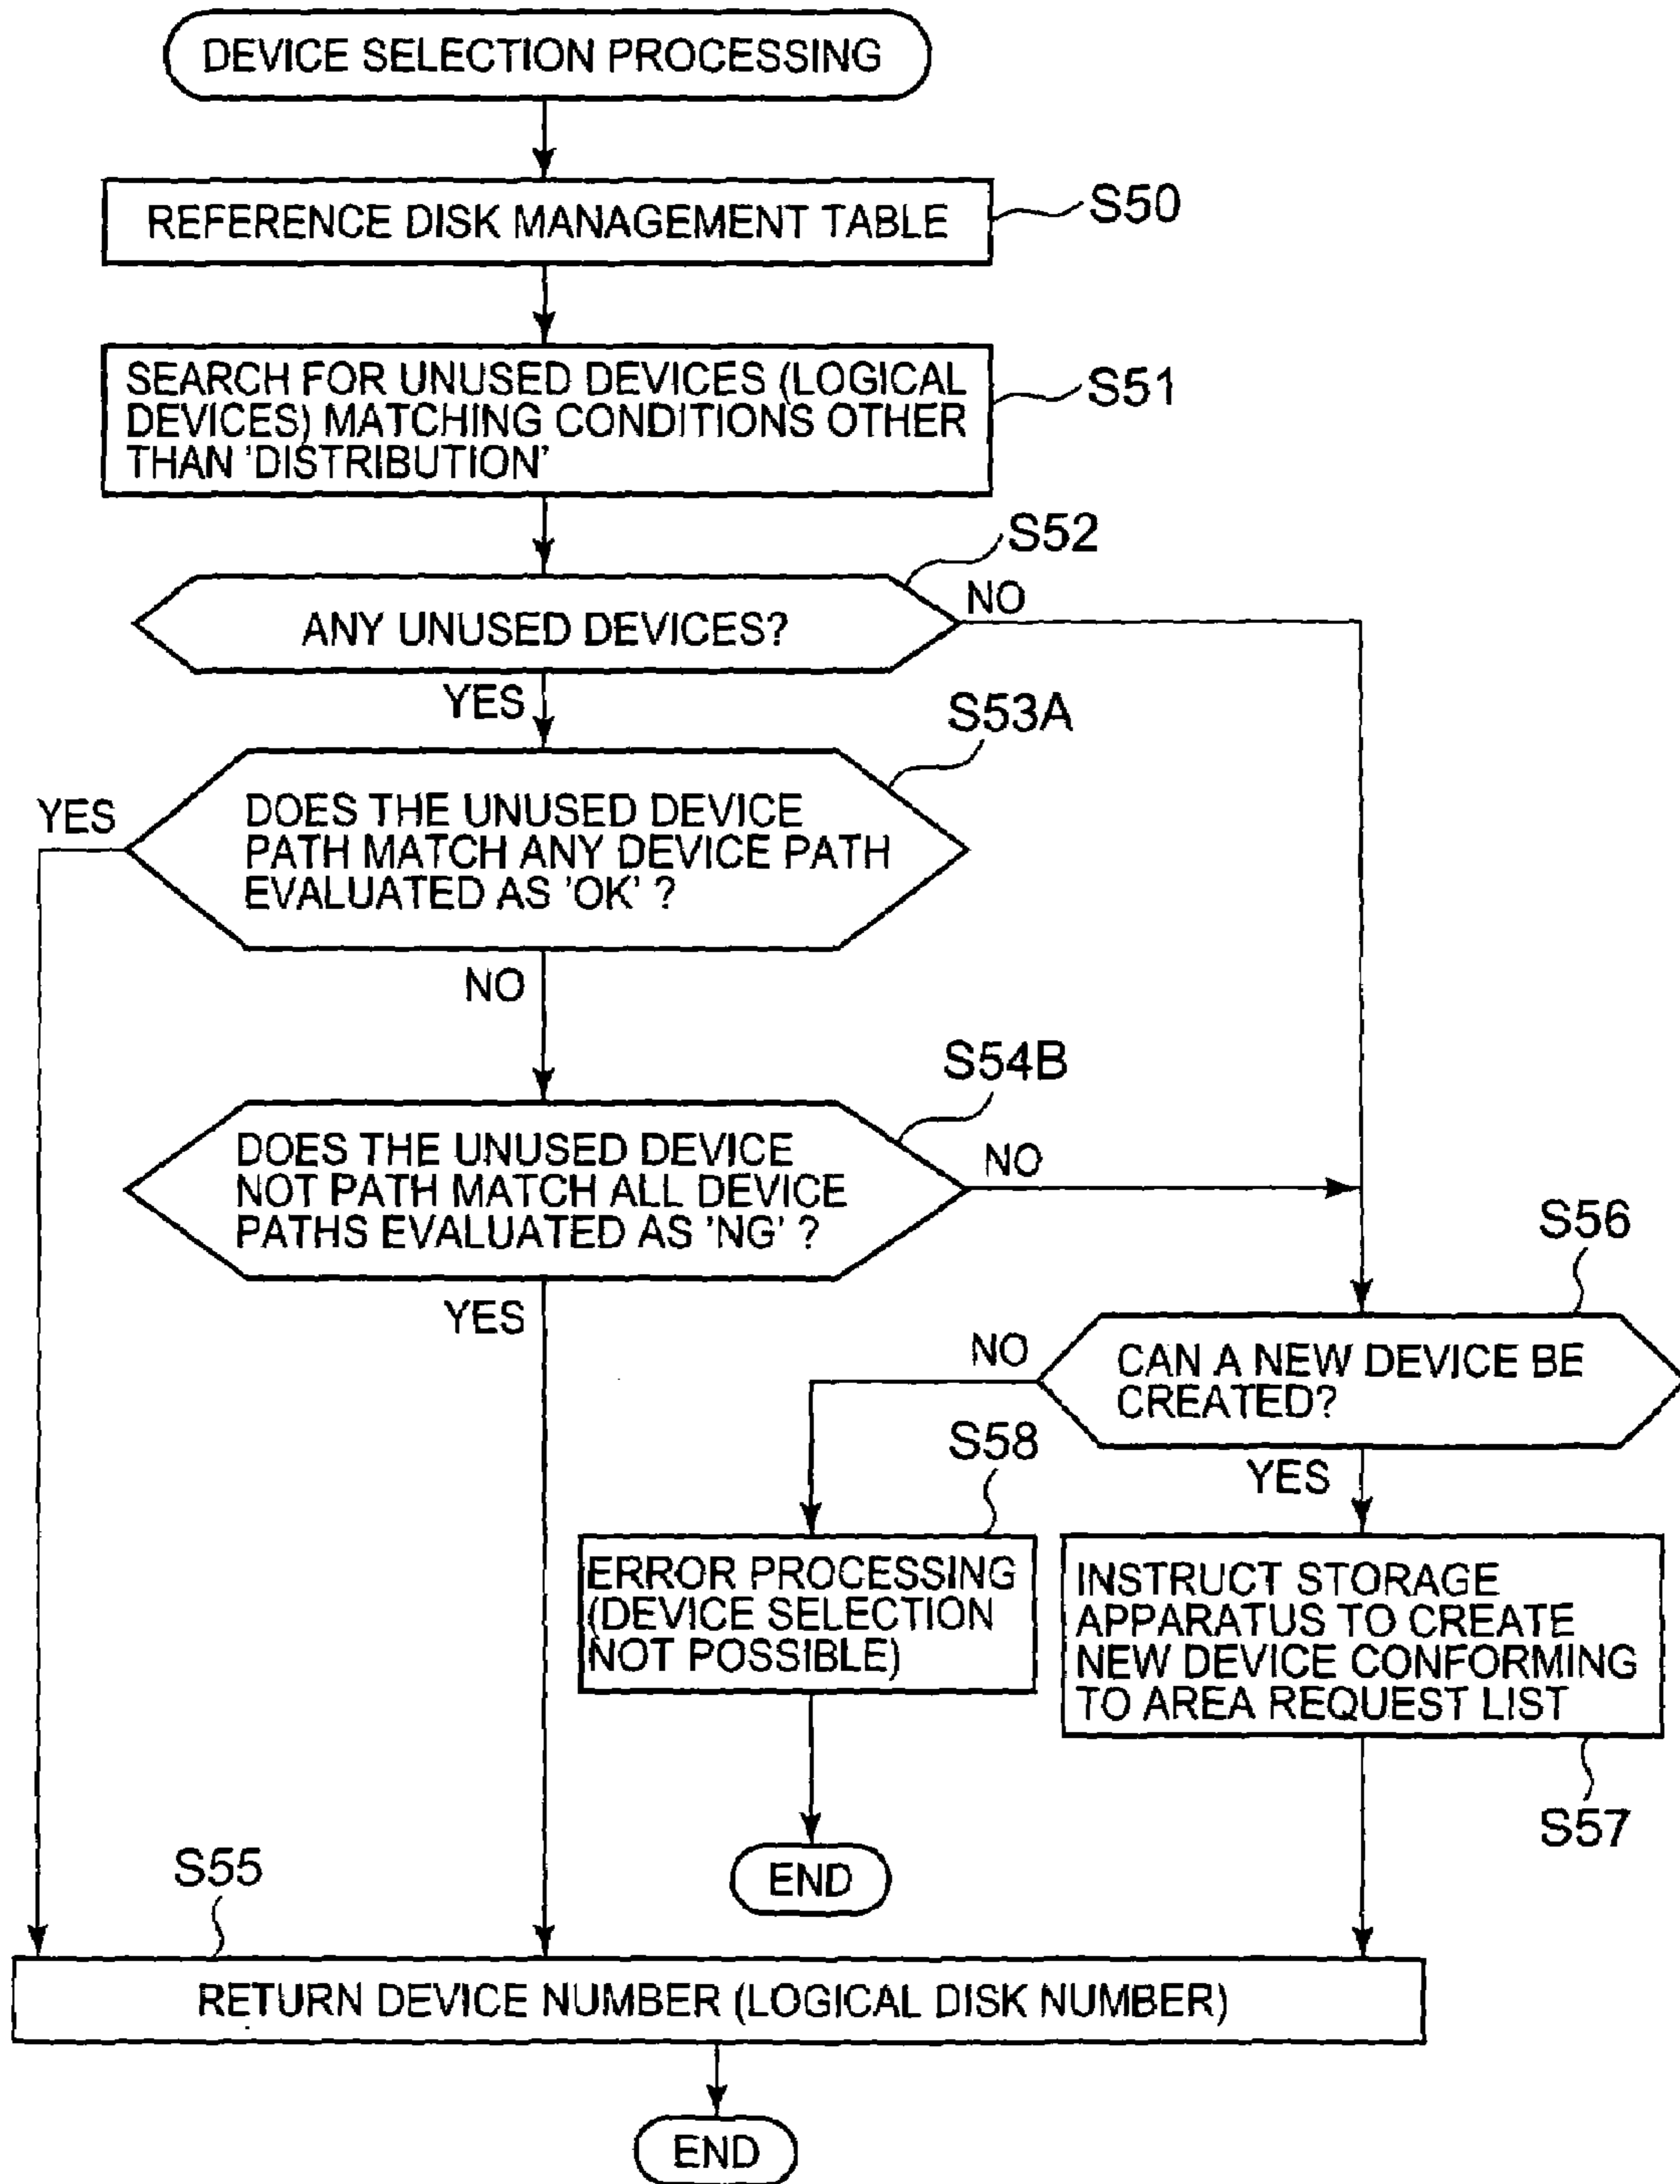 DEVICE SELECTION PROCESSING
REFERENCE DISK MANAGEMENT TABLE
S50
SEARCH FOR UNUSED DEVICES (LOGICAL
DEVICES) MATCHING CONDITIONS OTHER
THAN 'DISTRIBUTION'
S51
S52
ANY UNUSED DEVICES?
NO
YES
S53A
YES
DOES THE UNUSED DEVICE
PATH MATCH ANY DEVICE PATH
EVALUATED AS 'OK' ?
NO
S54B
DOES THE UNUSED DEVICE
NOT PATH MATCH ALL DEVICE
PATHS EVALUATED AS 'NG' ?
NO
YES
S56
NO
CAN A NEW DEVICE BE
CREATED?
YES
S58
ERROR PROCESSING
(DEVICE SELECTION
NOT POSSIBLE)
INSTRUCT STORAGE
APPARATUS TO CREATE
NEW DEVICE CONFORMING
TO AREA REQUEST LIST
S57
END
S55
RETURN DEVICE NUMBER (LOGICAL DISK NUMBER)
END